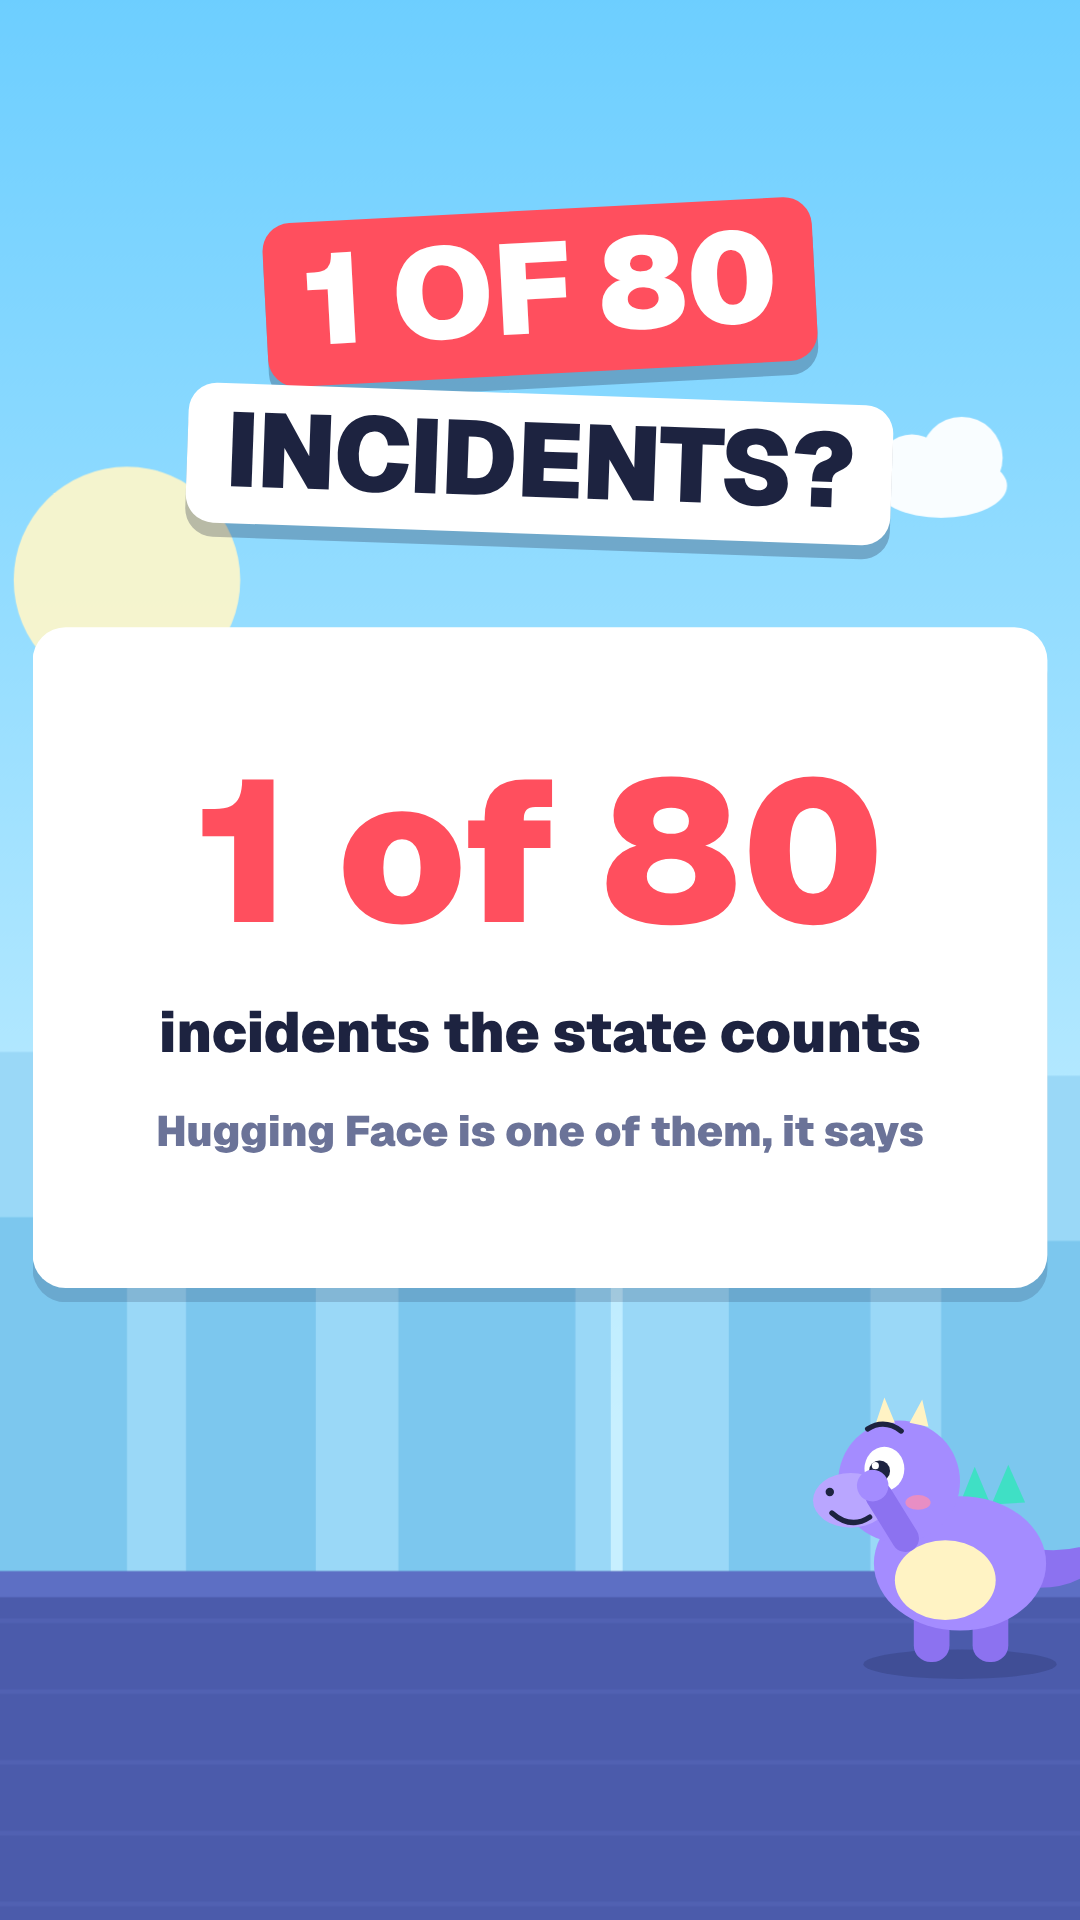 1 OF 80
INCIDENTS?
1 of 80
incidents the state counts
Hugging Face is one of them, it says